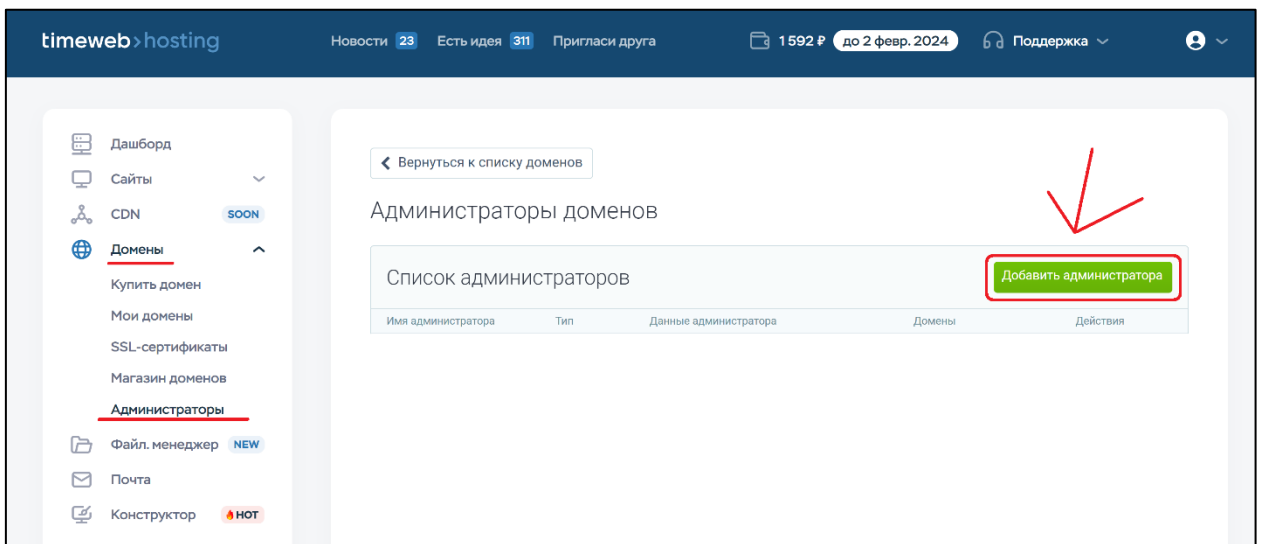 timeweb>hosting
Новости 23 Есть идея 311 Пригласи друга 1 592 ₽ до 2 февр. 2024 Поддержка
Дашборд
Сайты
CDN SOON
Домены
Купить домен
Мои домены
SSL-сертификаты
Магазин доменов
Администраторы
Файл. менеджер NEW
Почта
Конструктор HOT
Вернуться к списку доменов
Администраторы доменов
Список администраторов
Добавить администратора
Имя администратора Тип Данные администратора Домены Действия